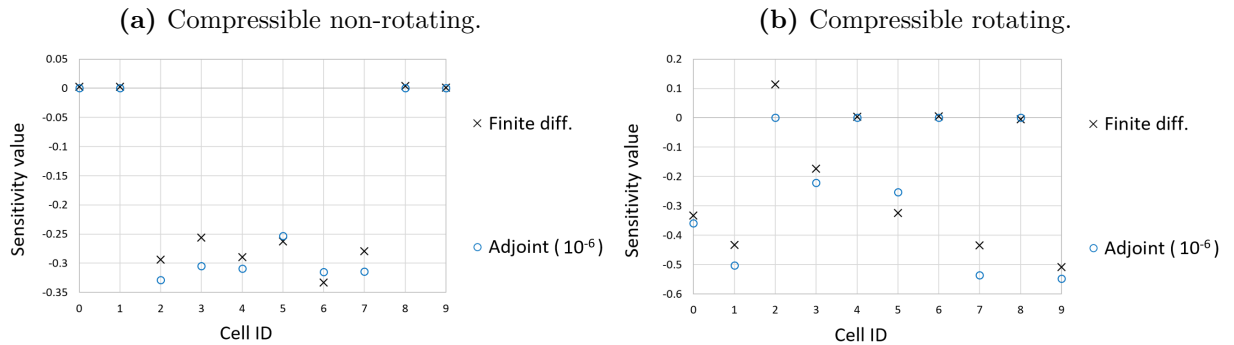 (a) Compressible non-rotating.
0.05
0
-0.05
-0.1
-0.15
-0.2
-0.25
-0.3
-0.35
Sensitivity value
0 1 2 3 4 5 6 7 8 9
Cell ID
× Finite diff.
○ Adjoint (10⁻⁶)
(b) Compressible rotating.
0.2
0.1
0
-0.1
-0.2
-0.3
-0.4
-0.5
-0.6
Sensitivity value
0 1 2 3 4 5 6 7 8 9
Cell ID
× Finite diff.
○ Adjoint (10⁻⁶)